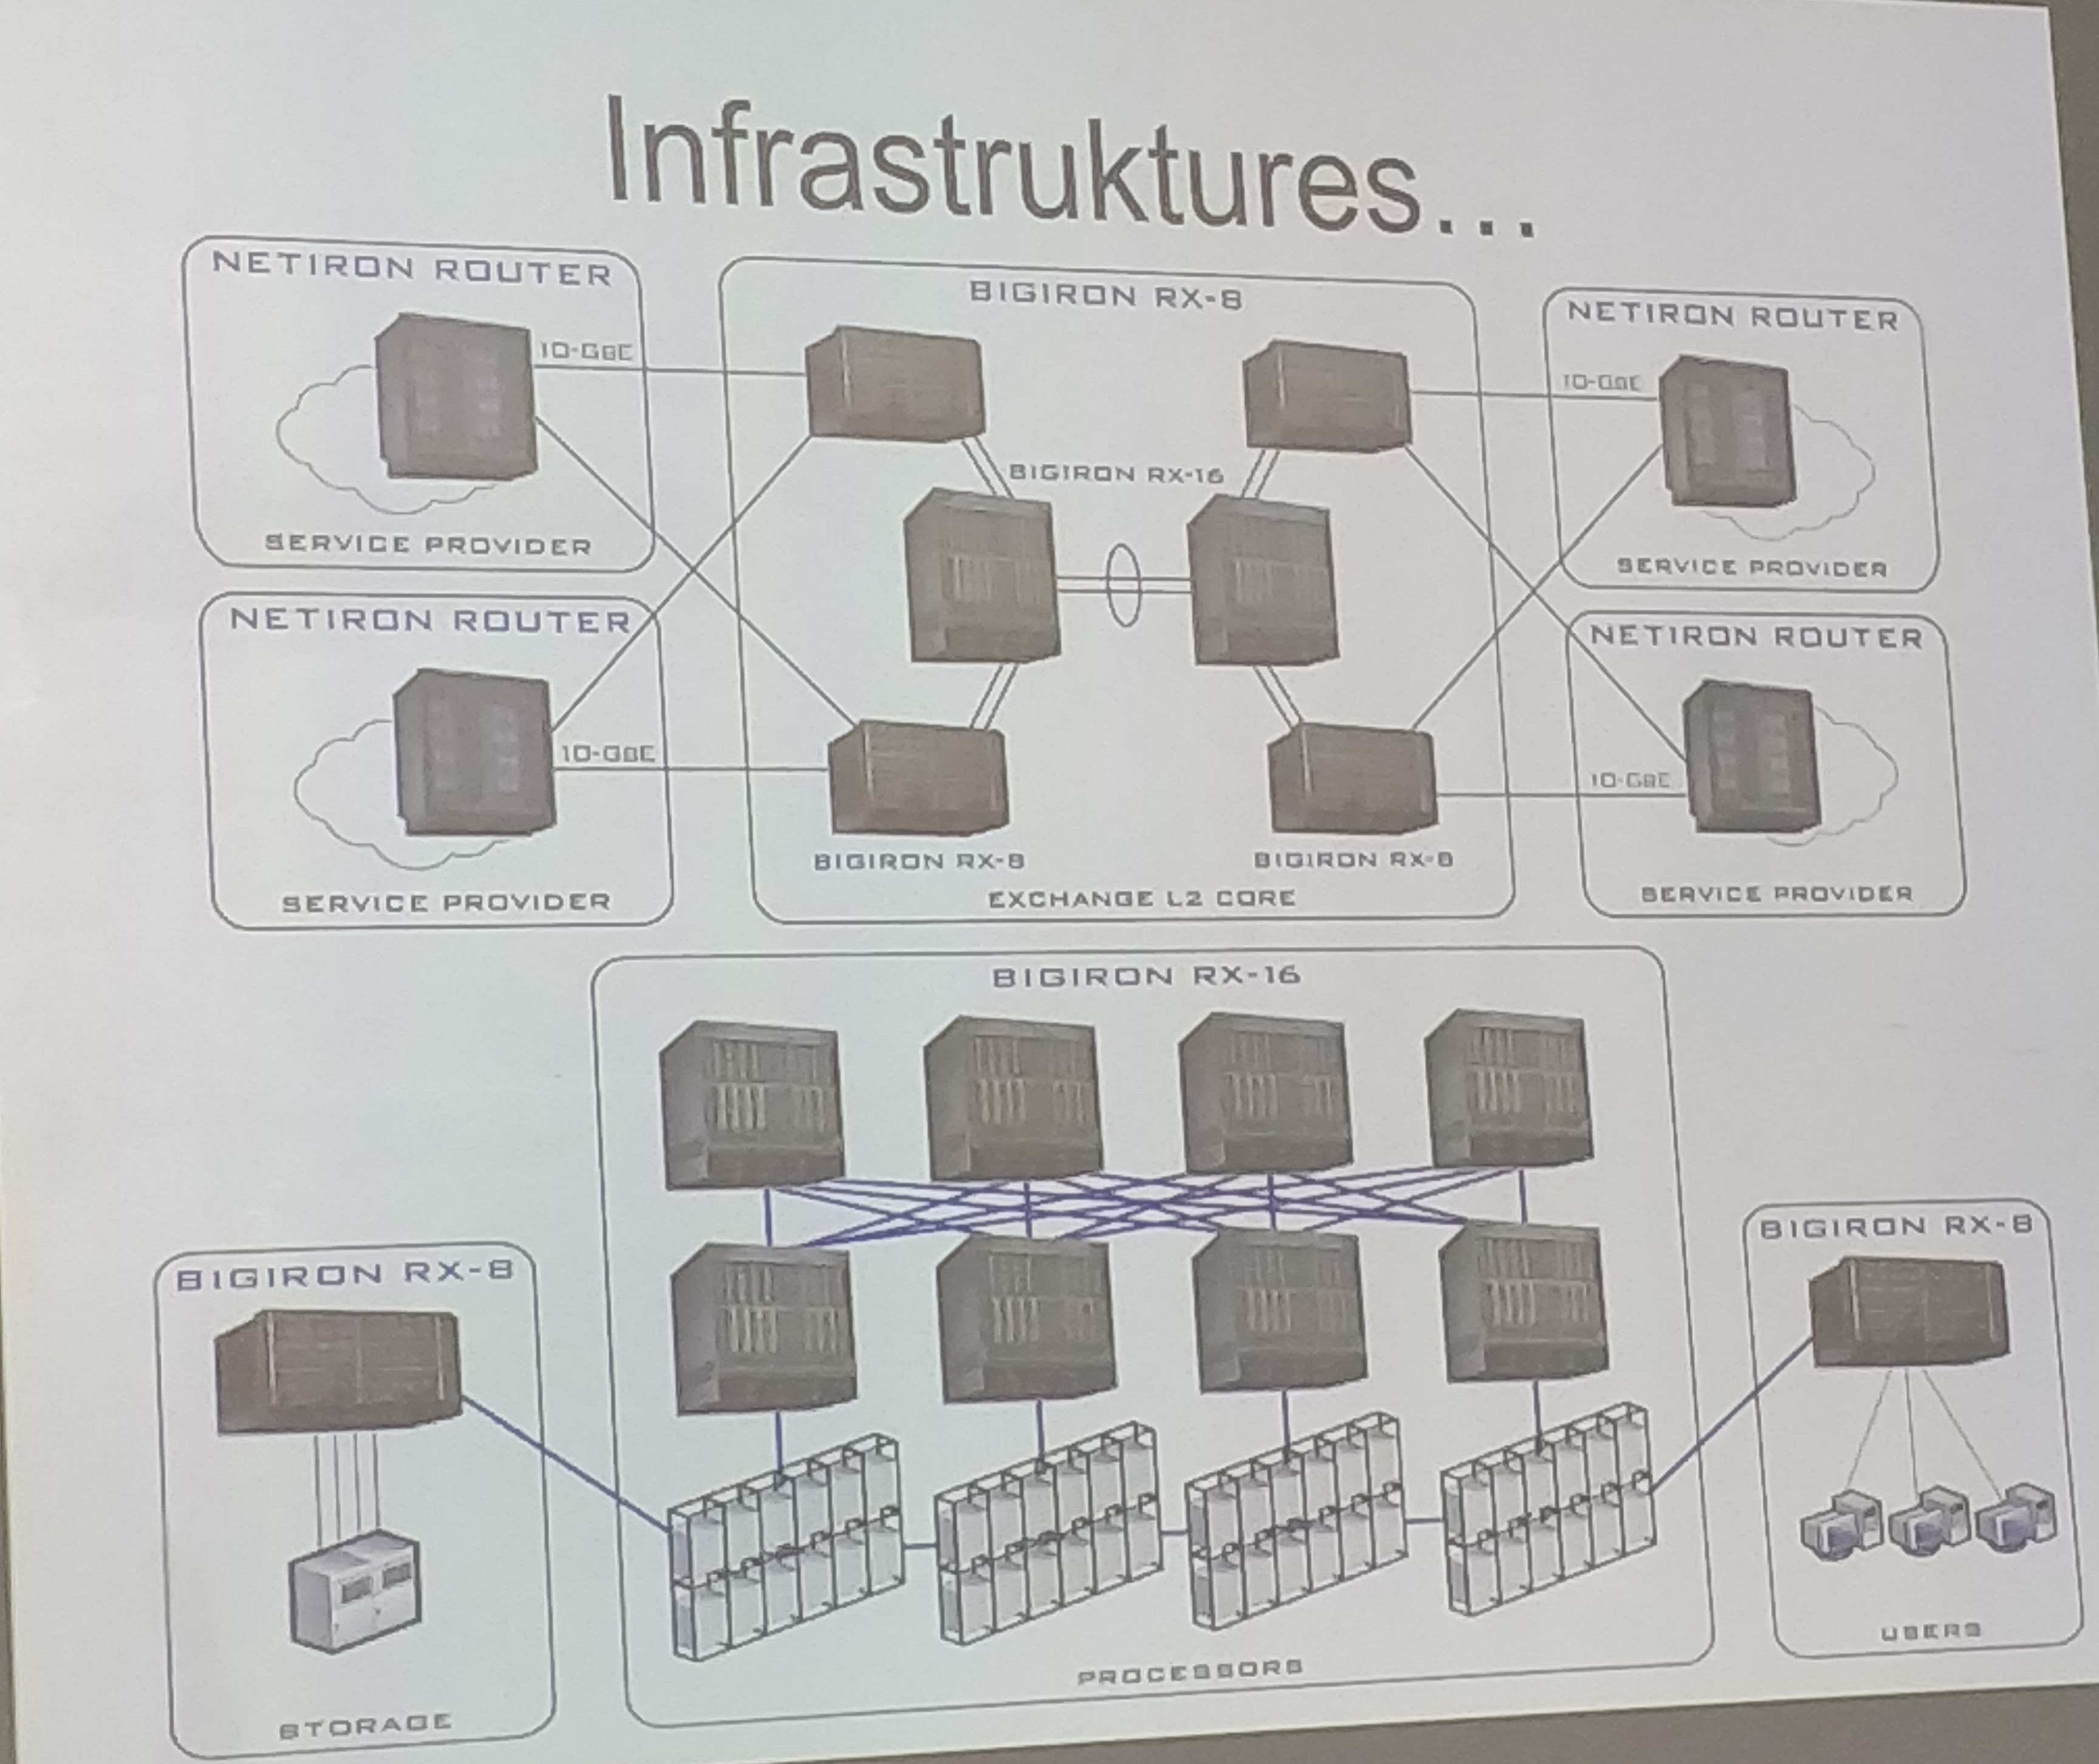 Infrastruktures...
NETIRON ROUTER
10-GBE
SERVICE PROVIDER
NETIRON ROUTER
10-GBE
SERVICE PROVIDER
BIGIRON RX-8
BIGIRON RX-16
BIGIRON RX-8
BIGIRON RX-8
EXCHANGE L2 CORE
NETIRON ROUTER
10-GBE
SERVICE PROVIDER
NETIRON ROUTER
10-GBE
SERVICE PROVIDER
BIGIRON RX-16
PROCESSORS
BIGIRON RX-8
STORAGE
BIGIRON RX-8
USERS